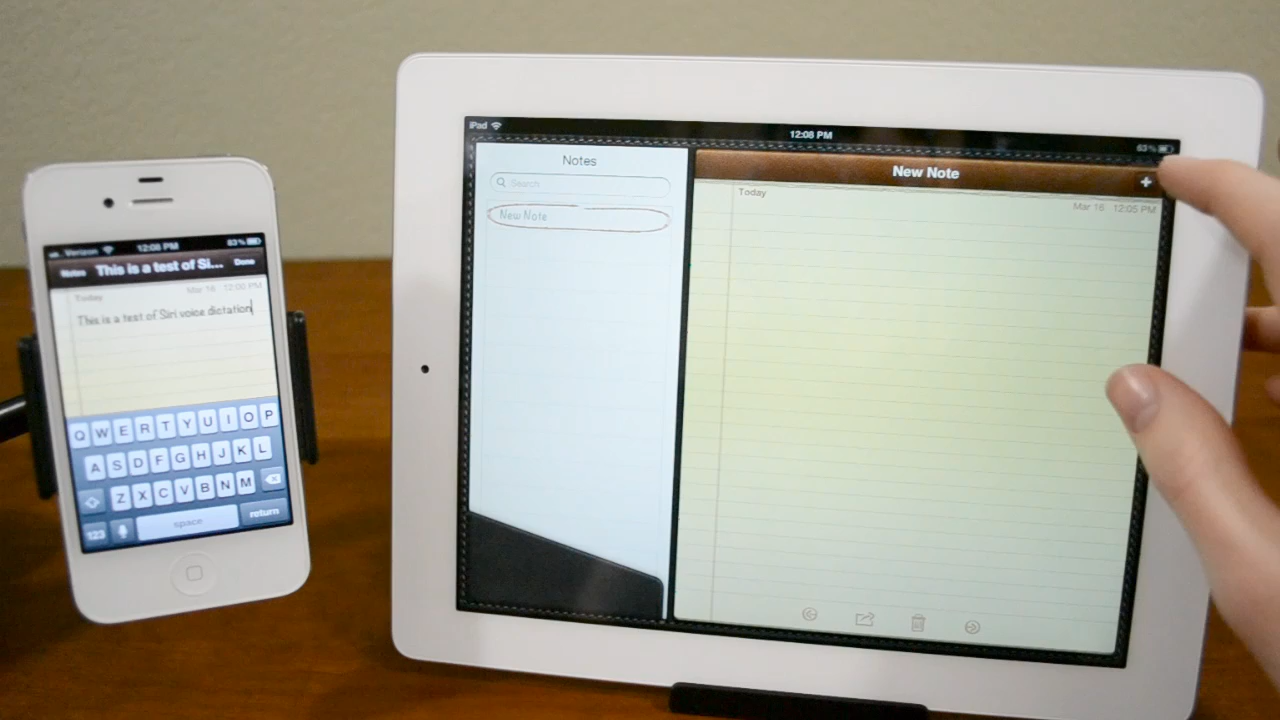 Verizon 12:08 PM 63%
Notes This is a test of Si... Done
Today Mar 16 12:00 PM
This is a test of Siri voice dictation
Q W E R T Y U I O P
A S D F G H J K L
Z X C V B N M
123 space return
iPad 12:08 PM 63%
Notes
Search
New Note
New Note +
Today
Mar 16 12:05 PM